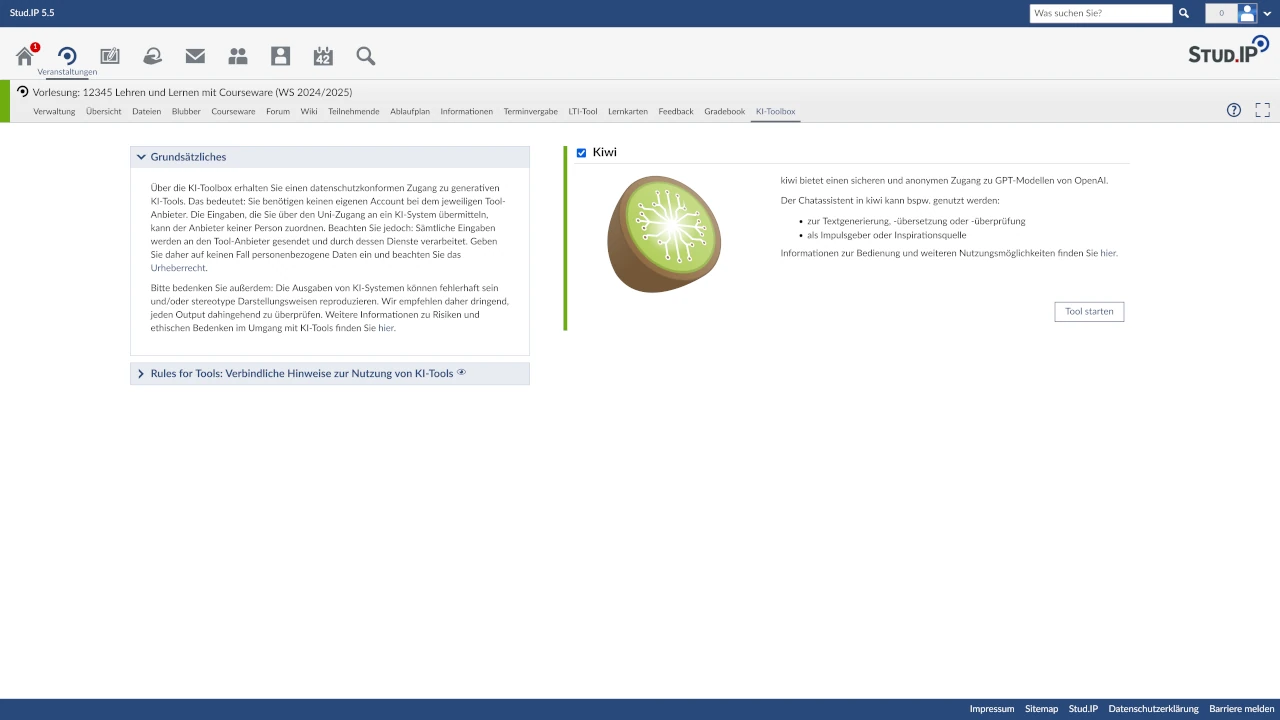 Stud.IP 5.5
Was suchen Sie?
0
1
42
Veranstaltungen
STUD.IP
Vorlesung: 12345 Lehren und Lernen mit Courseware (WS 2024/2025)
Verwaltung Übersicht Dateien Blubber Courseware Forum Wiki Teilnehmende Ablaufplan Informationen Terminvergabe LTI-Tool Lernkarten Feedback Gradebook KI-Toolbox
?
Grundsätzliches
Über die KI-Toolbox erhalten Sie einen datenschutzkonformen Zugang zu generativen
KI-Tools. Das bedeutet: Sie benötigen keinen eigenen Account bei dem jeweiligen Tool-
Anbieter. Die Eingaben, die Sie über den Uni-Zugang an ein KI-System übermitteln,
kann der Anbieter keiner Person zuordnen. Beachten Sie jedoch: Sämtliche Eingaben
werden an den Tool-Anbieter gesendet und durch dessen Dienste verarbeitet. Geben
Sie daher auf keinen Fall personenbezogene Daten ein und beachten Sie das
Urheberrecht.
Bitte bedenken Sie außerdem: Die Ausgaben von KI-Systemen können fehlerhaft sein
und/oder stereotype Darstellungsweisen reproduzieren. Wir empfehlen daher dringend,
jeden Output dahingehend zu überprüfen. Weitere Informationen zu Risiken und
ethischen Bedenken im Umgang mit KI-Tools finden Sie hier.
Rules for Tools: Verbindliche Hinweise zur Nutzung von KI-Tools
Kiwi
kiwi bietet einen sicheren und anonymen Zugang zu GPT-Modellen von OpenAI.
Der Chatassistent in kiwi kann bspw. genutzt werden:
• zur Textgenerierung, -übersetzung oder -überprüfung
• als Impulsgeber oder Inspirationsquelle
Informationen zur Bedienung und weiteren Nutzungsmöglichkeiten finden Sie hier.
Tool starten
Impressum Sitemap Stud.IP Datenschutzerklärung Barriere melden